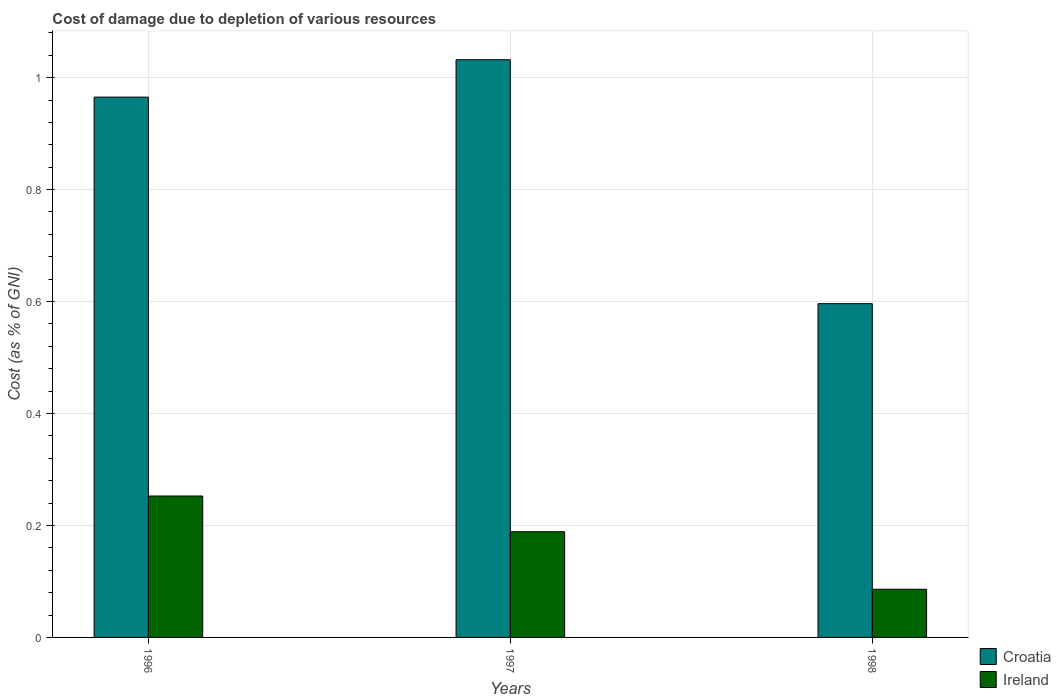 Cost of damage due to depletion of various resources
Cost (as % of GNI)
1
0.8
0.6
0.4
0.2
0
1996
1997
1998
Years
Croatia
Ireland